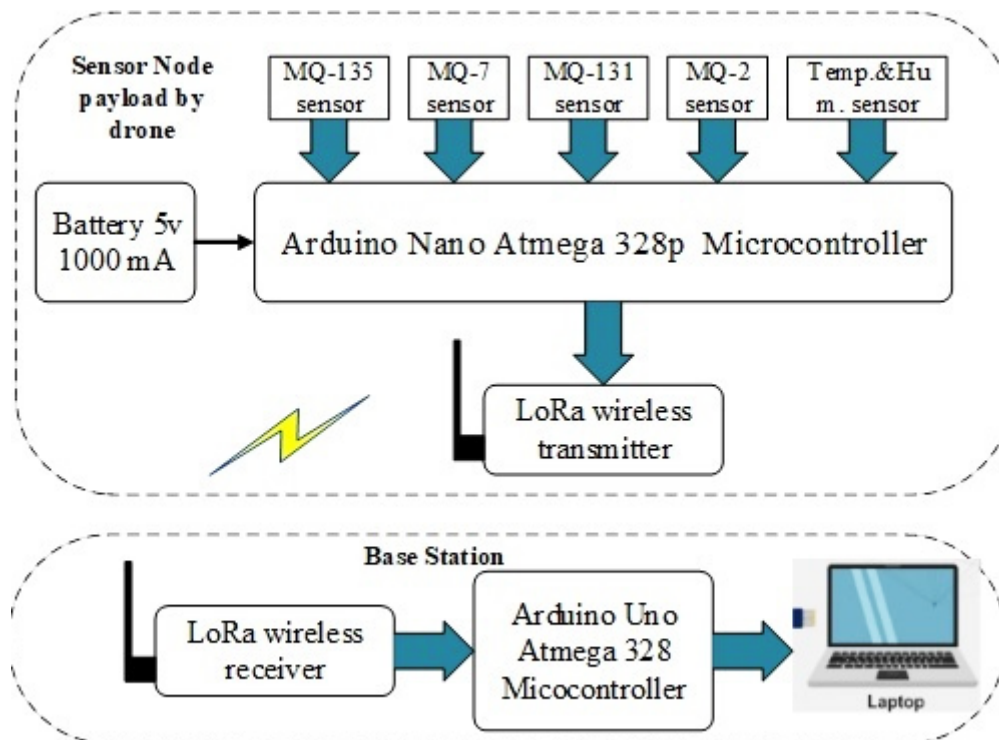 Sensor Node
payload by
drone
MQ-135
sensor
MQ-7
sensor
MQ-131
sensor
MQ-2
sensor
Temp.&Hu
m. sensor
Battery 5v
1000 mA
Arduino Nano Atmega 328p Microcontroller
LoRa wireless
transmitter
Base Station
LoRa wireless
receiver
Arduino Uno
Atmega 328
Micocontroller
Laptop